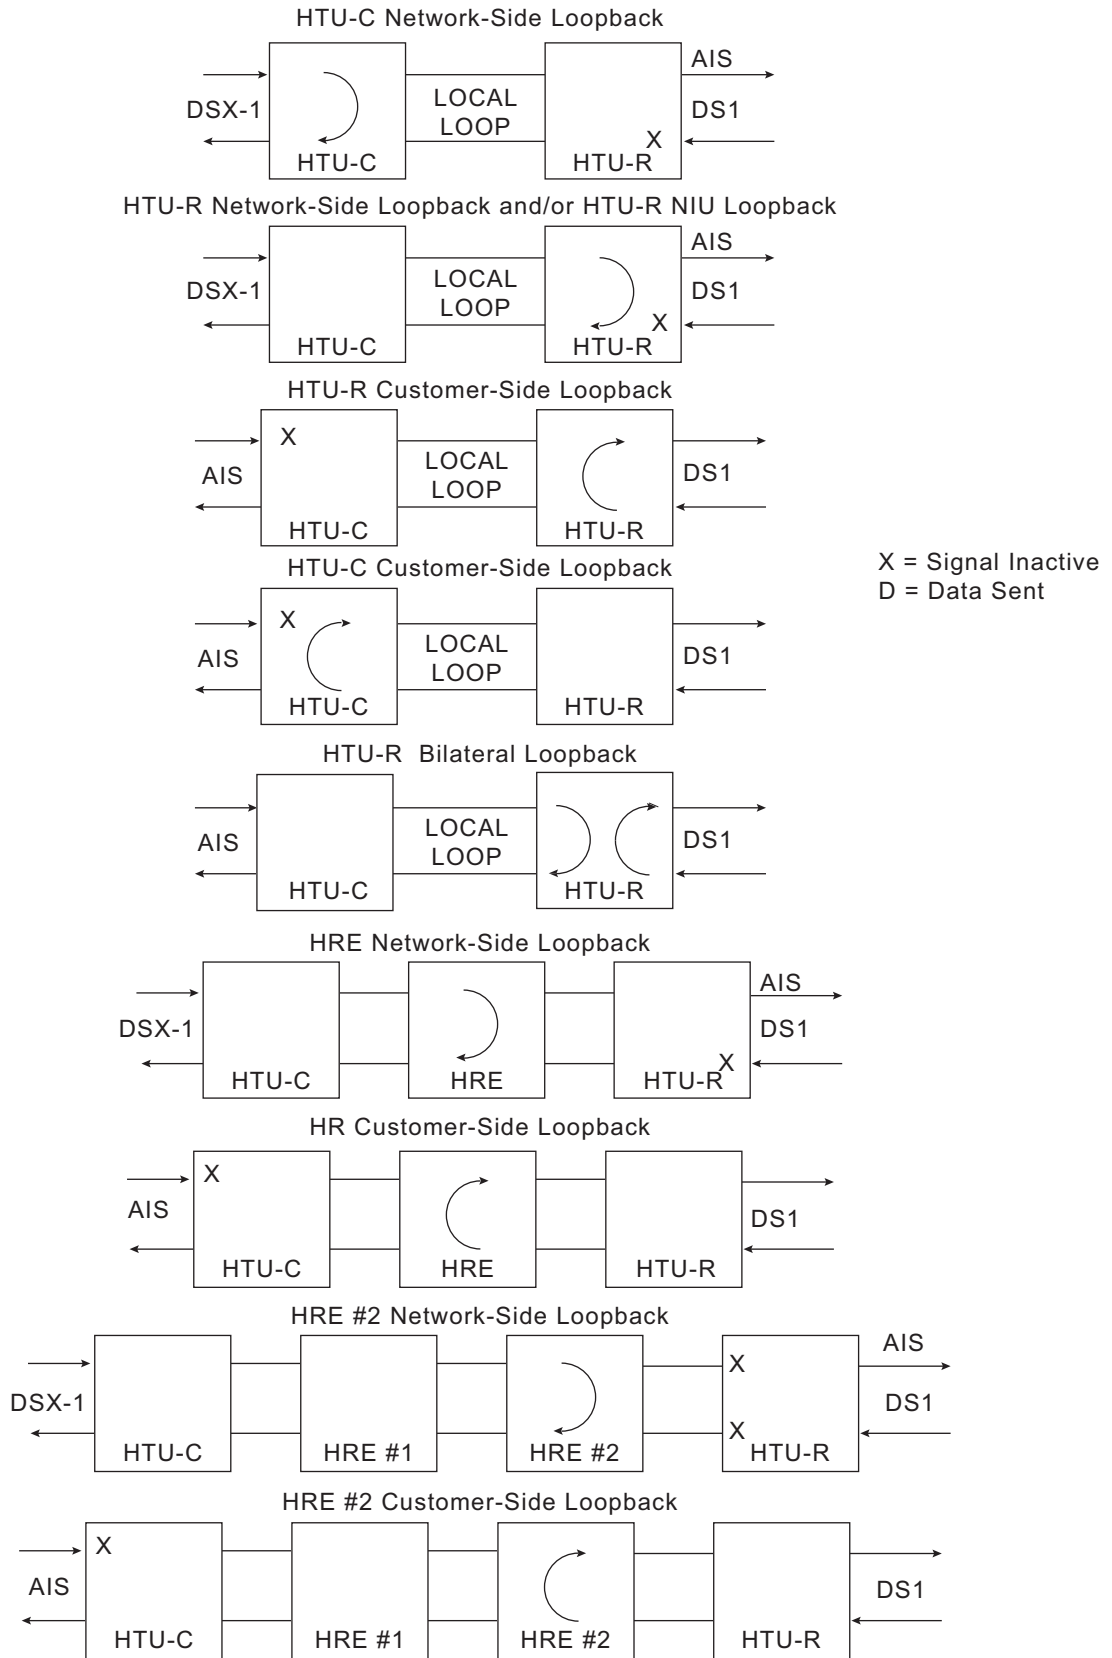 HTU-C Network-Side Loopback
AIS
DSX-1
LOCAL
LOOP
DS1
X
HTU-C
HTU-R
HTU-R Network-Side Loopback and/or HTU-R NIU Loopback
AIS
DSX-1
LOCAL
LOOP
DS1
X
HTU-C
HTU-R
HTU-R Customer-Side Loopback
X
AIS
LOCAL
LOOP
DS1
HTU-C
HTU-R
X = Signal Inactive
D = Data Sent
HTU-C Customer-Side Loopback
X
AIS
LOCAL
LOOP
DS1
HTU-C
HTU-R
HTU-R  Bilateral Loopback
AIS
LOCAL
LOOP
DS1
HTU-C
HTU-R
HRE Network-Side Loopback
AIS
DSX-1
DS1
X
HTU-C
HRE
HTU-R
HR Customer-Side Loopback
X
AIS
DS1
HTU-C
HRE
HTU-R
HRE #2 Network-Side Loopback
AIS
X
DSX-1
DS1
X
HTU-C
HRE #1
HRE #2
HTU-R
HRE #2 Customer-Side Loopback
X
AIS
DS1
HTU-C
HRE #1
HRE #2
HTU-R